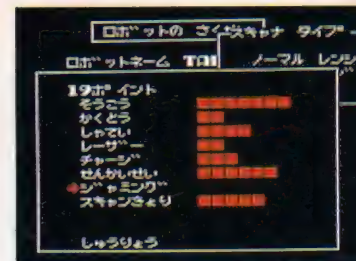 ロボットの さくせ
スキャナ タイプ
ロボットネーム TAI
ノーマル レンジ
19ポイント
そうこう
かくとう
しゃてい
レーザー
チャージ
せんかいせい
ジャミング
スキャンきょり
しゅうりょう